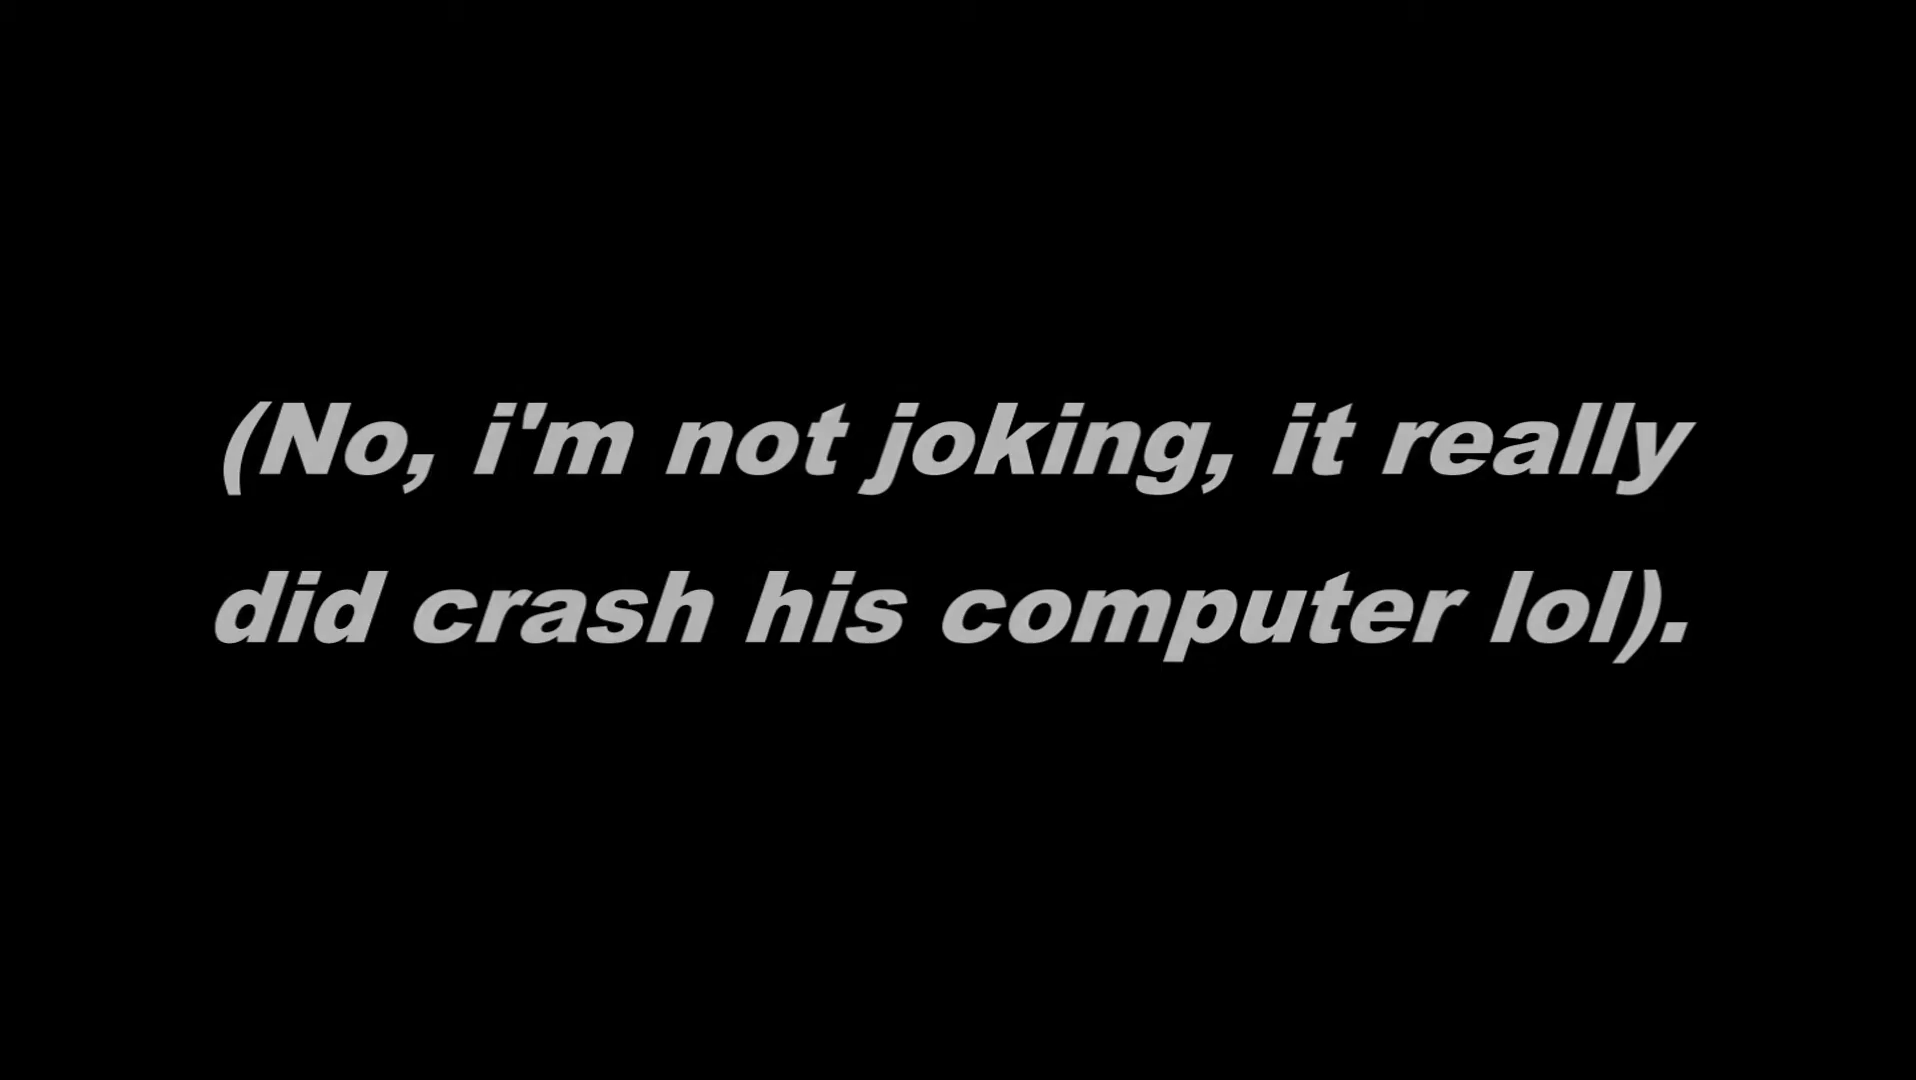 (No, i'm not joking, it really
did crash his computer lol).